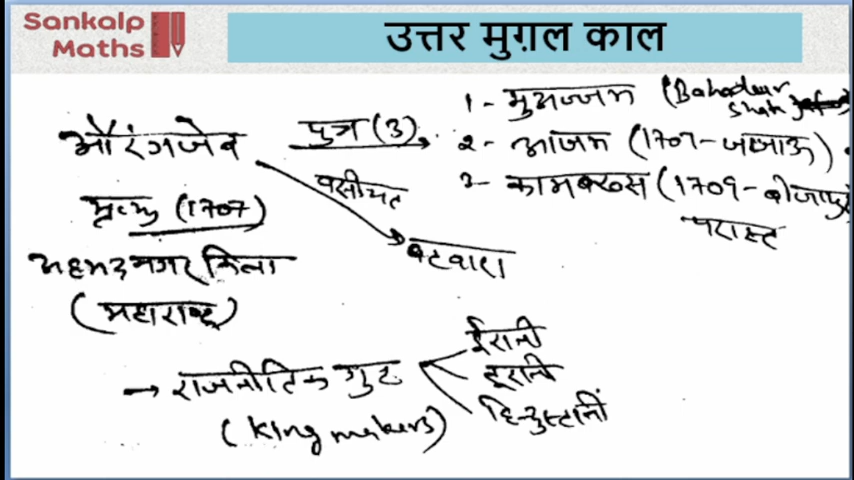 Sankalp
Maths
उत्तर मुग़ल काल
औरंगजेब
पुत्र (3)
1- मुअज्जम (Bahadur Shah
2- आजम (1707- जजाऊ)
3- कामबख्स (1709- बीजापुर
परास्त
वसीयत
बटवारा
मृत्यु (1707)
अहमदनगर किला
(महाराष्ट्र)
→ राजनीतिक गुट
(King makers)
ईरानी
तूरानी
हिन्दुस्तानीं